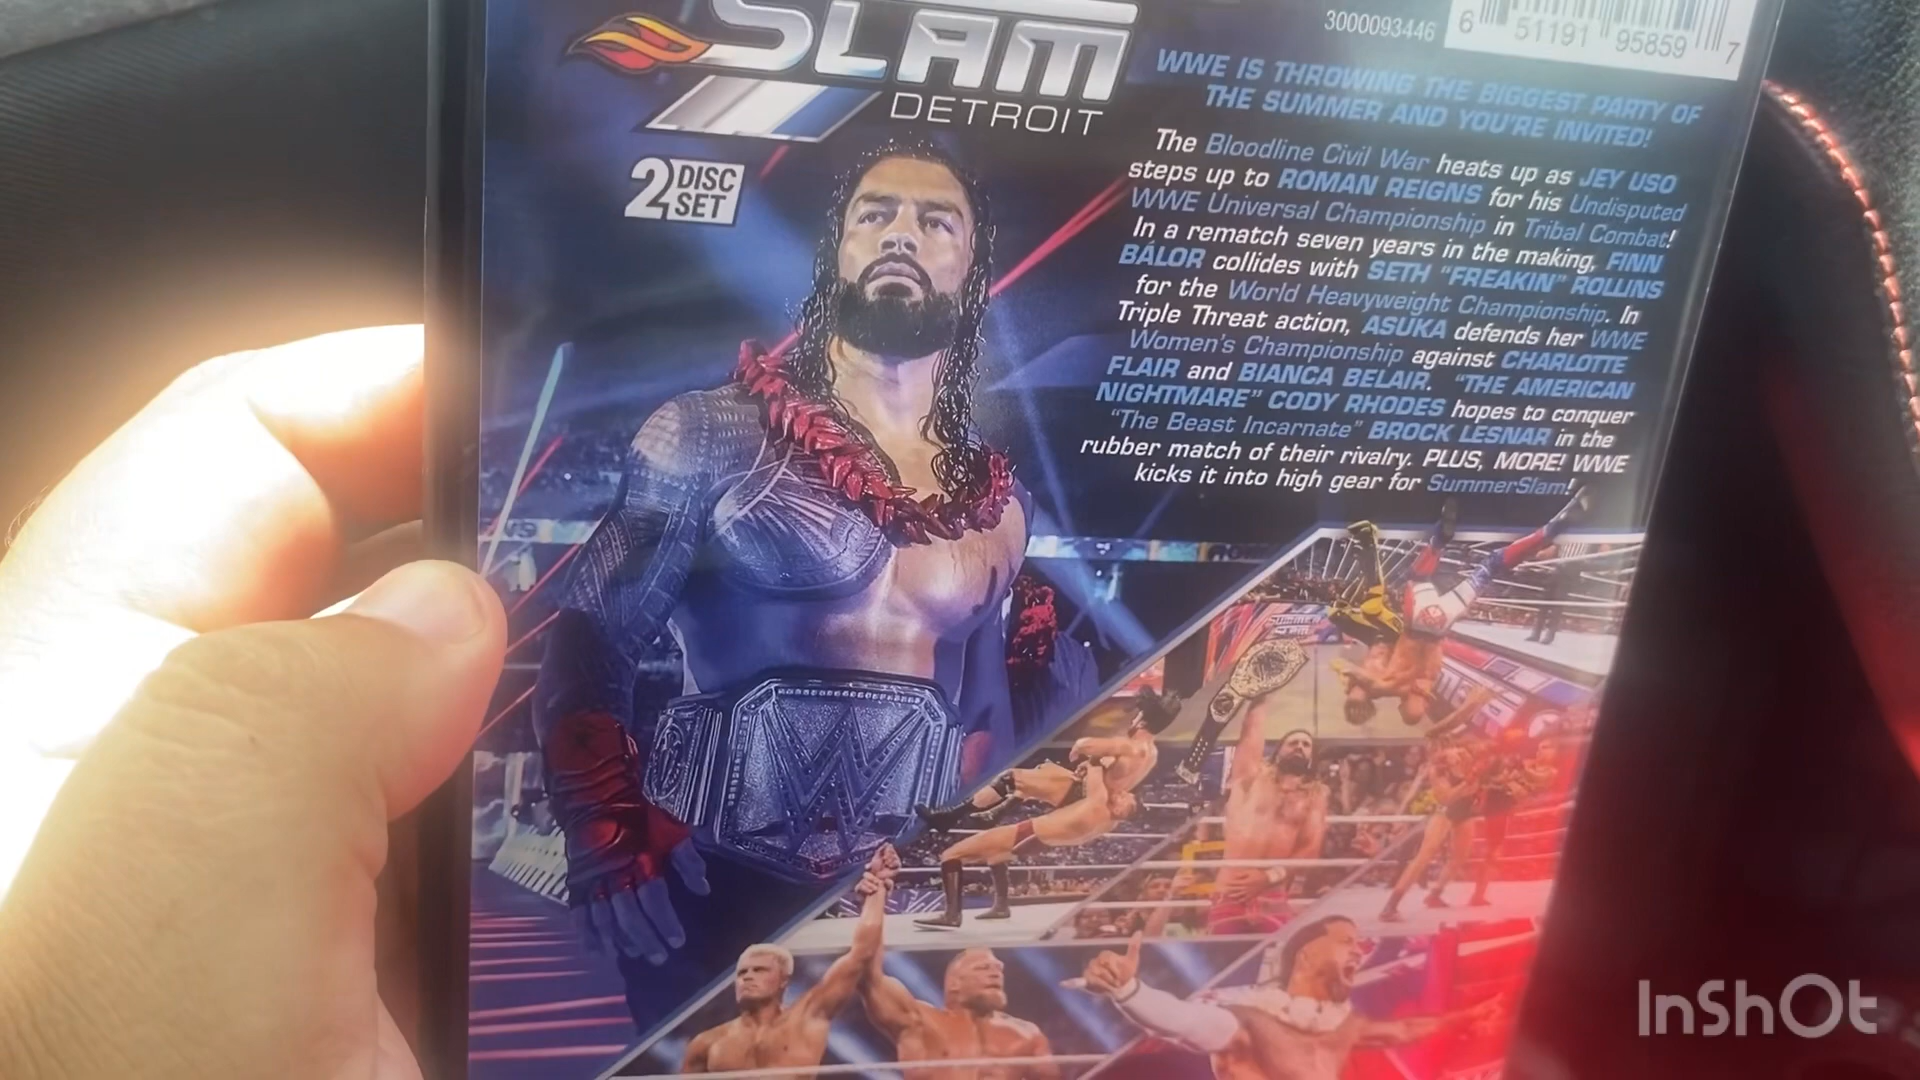 SLAM
DETROIT
2 DISC
SET
3000093446
6 51191 95859 7
WWE IS THROWING THE BIGGEST PARTY OF
THE SUMMER AND YOU'RE INVITED!
The Bloodline Civil War heats up as JEY USO
steps up to ROMAN REIGNS for his Undisputed
WWE Universal Championship in Tribal Combat!
In a rematch seven years in the making, FINN
BÁLOR collides with SETH "FREAKIN" ROLLINS
for the World Heavyweight Championship. In
Triple Threat action, ASUKA defends her WWE
Women's Championship against CHARLOTTE
FLAIR and BIANCA BELAIR. "THE AMERICAN
NIGHTMARE" CODY RHODES hopes to conquer
"The Beast Incarnate" BROCK LESNAR in the
rubber match of their rivalry. PLUS, MORE! WWE
kicks it into high gear for SummerSlam!
SUMMER
SLAM
W
InShOt